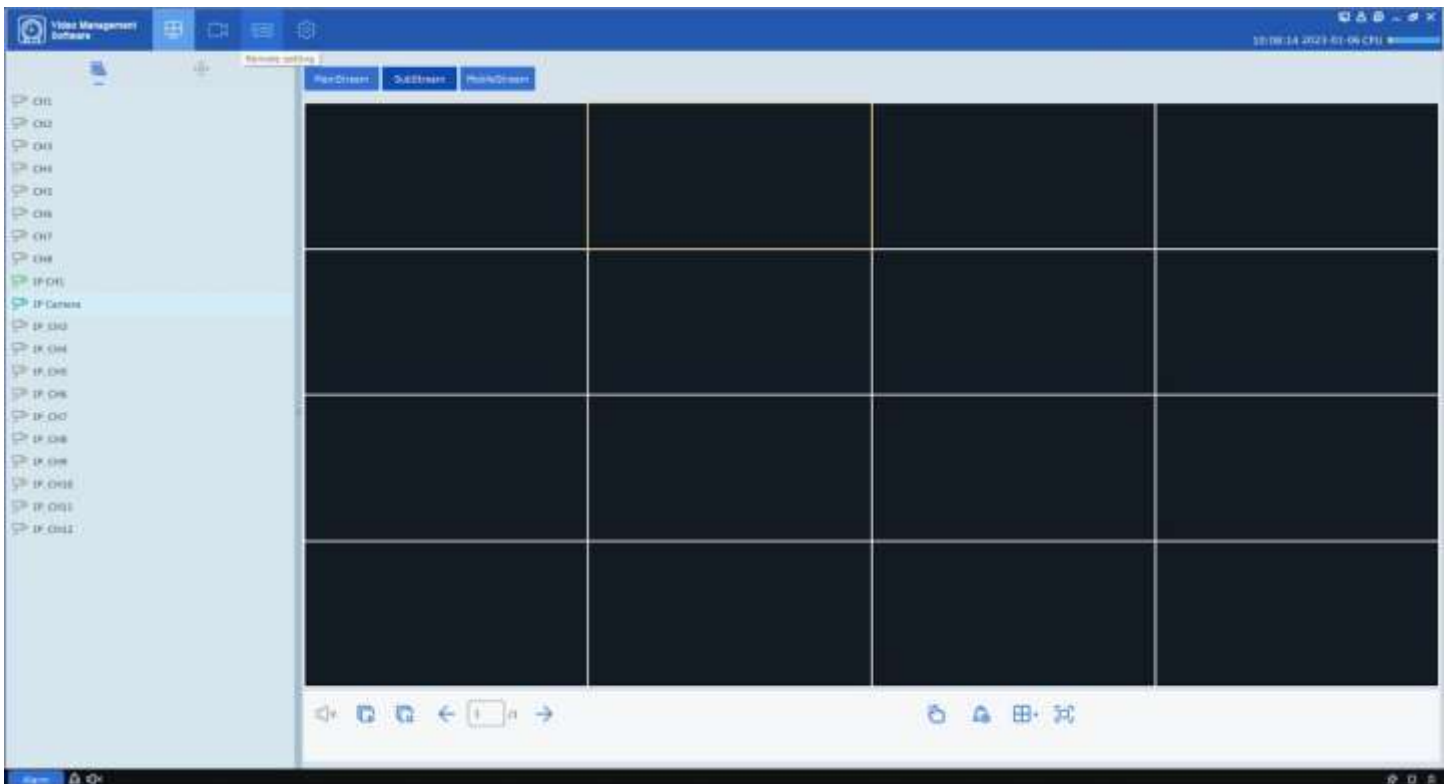 Video Management
Software
10:08:14 2023-01-06 CPU
Remote setting
MainStream SubStream MobileStream
CH1
CH2
CH3
CH4
CH5
CH6
CH7
CH8
IP CH1
IP Camera
IP_CH3
IP_CH4
IP_CH5
IP_CH6
IP_CH7
IP_CH8
IP_CH9
IP_CH10
IP_CH11
IP_CH12
1 /1
Alarm